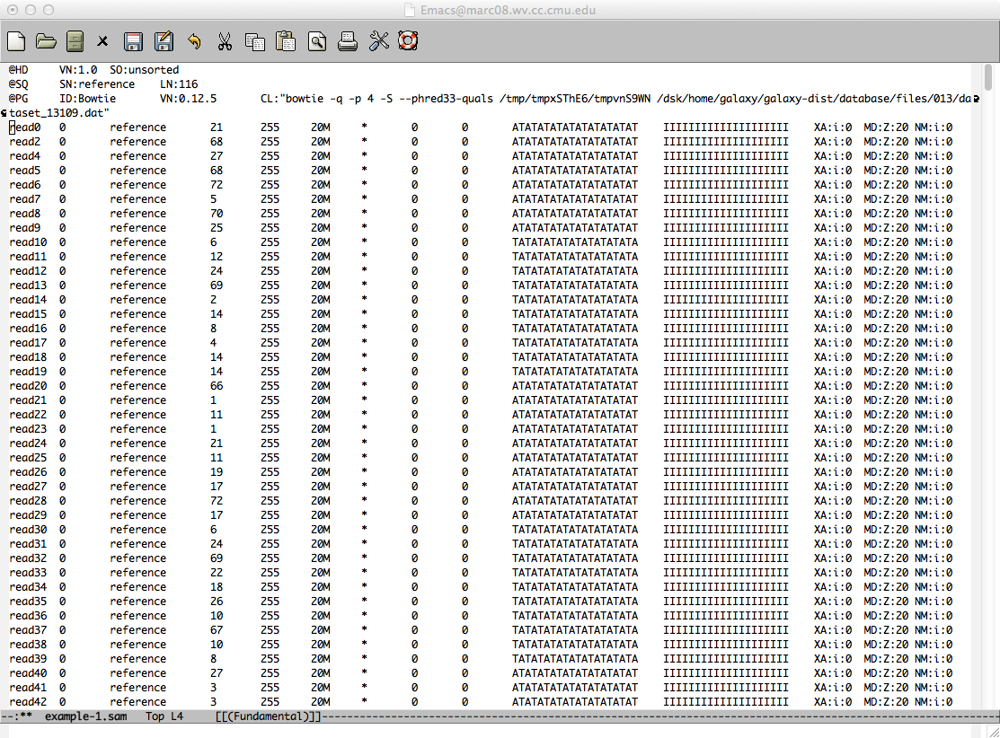 Emacs@marc08.wv.cc.cmu.edu
@HD VN:1.0 SO:unsorted
@SQ SN:reference LN:116
@PG ID:Bowtie VN:0.12.5 CL:"bowtie -q -p 4 -S --phred33-quals /tmp/tmpxSThE6/tmpvnS9WN /dsk/home/galaxy/galaxy-dist/database/files/013/da
taset_13109.dat"
read0 0 reference 21 255 20M * 0 0 ATATATATATATATATATAT IIIIIIIIIIIIIIIIIIII XA:i:0 MD:Z:20 NM:i:0
read2 0 reference 68 255 20M * 0 0 ATATATATATATATATATAT IIIIIIIIIIIIIIIIIIII XA:i:0 MD:Z:20 NM:i:0
read4 0 reference 27 255 20M * 0 0 ATATATATATATATATATAT IIIIIIIIIIIIIIIIIIII XA:i:0 MD:Z:20 NM:i:0
read5 0 reference 68 255 20M * 0 0 ATATATATATATATATATAT IIIIIIIIIIIIIIIIIIII XA:i:0 MD:Z:20 NM:i:0
read6 0 reference 72 255 20M * 0 0 ATATATATATATATATATAT IIIIIIIIIIIIIIIIIIII XA:i:0 MD:Z:20 NM:i:0
read7 0 reference 5 255 20M * 0 0 ATATATATATATATATATAT IIIIIIIIIIIIIIIIIIII XA:i:0 MD:Z:20 NM:i:0
read8 0 reference 70 255 20M * 0 0 ATATATATATATATATATAT IIIIIIIIIIIIIIIIIIII XA:i:0 MD:Z:20 NM:i:0
read9 0 reference 25 255 20M * 0 0 ATATATATATATATATATAT IIIIIIIIIIIIIIIIIIII XA:i:0 MD:Z:20 NM:i:0
read10 0 reference 6 255 20M * 0 0 TATATATATATATATATATA IIIIIIIIIIIIIIIIIIII XA:i:0 MD:Z:20 NM:i:0
read11 0 reference 12 255 20M * 0 0 TATATATATATATATATATA IIIIIIIIIIIIIIIIIIII XA:i:0 MD:Z:20 NM:i:0
read12 0 reference 24 255 20M * 0 0 TATATATATATATATATATA IIIIIIIIIIIIIIIIIIII XA:i:0 MD:Z:20 NM:i:0
read13 0 reference 69 255 20M * 0 0 TATATATATATATATATATA IIIIIIIIIIIIIIIIIIII XA:i:0 MD:Z:20 NM:i:0
read14 0 reference 2 255 20M * 0 0 TATATATATATATATATATA IIIIIIIIIIIIIIIIIIII XA:i:0 MD:Z:20 NM:i:0
read15 0 reference 14 255 20M * 0 0 TATATATATATATATATATA IIIIIIIIIIIIIIIIIIII XA:i:0 MD:Z:20 NM:i:0
read16 0 reference 8 255 20M * 0 0 TATATATATATATATATATA IIIIIIIIIIIIIIIIIIII XA:i:0 MD:Z:20 NM:i:0
read17 0 reference 4 255 20M * 0 0 TATATATATATATATATATA IIIIIIIIIIIIIIIIIIII XA:i:0 MD:Z:20 NM:i:0
read18 0 reference 14 255 20M * 0 0 TATATATATATATATATATA IIIIIIIIIIIIIIIIIIII XA:i:0 MD:Z:20 NM:i:0
read19 0 reference 14 255 20M * 0 0 TATATATATATATATATATA IIIIIIIIIIIIIIIIIIII XA:i:0 MD:Z:20 NM:i:0
read20 0 reference 66 255 20M * 0 0 ATATATATATATATATATAT IIIIIIIIIIIIIIIIIIII XA:i:0 MD:Z:20 NM:i:0
read21 0 reference 1 255 20M * 0 0 ATATATATATATATATATAT IIIIIIIIIIIIIIIIIIII XA:i:0 MD:Z:20 NM:i:0
read22 0 reference 11 255 20M * 0 0 ATATATATATATATATATAT IIIIIIIIIIIIIIIIIIII XA:i:0 MD:Z:20 NM:i:0
read23 0 reference 1 255 20M * 0 0 ATATATATATATATATATAT IIIIIIIIIIIIIIIIIIII XA:i:0 MD:Z:20 NM:i:0
read24 0 reference 21 255 20M * 0 0 ATATATATATATATATATAT IIIIIIIIIIIIIIIIIIII XA:i:0 MD:Z:20 NM:i:0
read25 0 reference 11 255 20M * 0 0 ATATATATATATATATATAT IIIIIIIIIIIIIIIIIIII XA:i:0 MD:Z:20 NM:i:0
read26 0 reference 19 255 20M * 0 0 ATATATATATATATATATAT IIIIIIIIIIIIIIIIIIII XA:i:0 MD:Z:20 NM:i:0
read27 0 reference 17 255 20M * 0 0 ATATATATATATATATATAT IIIIIIIIIIIIIIIIIIII XA:i:0 MD:Z:20 NM:i:0
read28 0 reference 72 255 20M * 0 0 ATATATATATATATATATAT IIIIIIIIIIIIIIIIIIII XA:i:0 MD:Z:20 NM:i:0
read29 0 reference 17 255 20M * 0 0 ATATATATATATATATATAT IIIIIIIIIIIIIIIIIIII XA:i:0 MD:Z:20 NM:i:0
read30 0 reference 6 255 20M * 0 0 TATATATATATATATATATA IIIIIIIIIIIIIIIIIIII XA:i:0 MD:Z:20 NM:i:0
read31 0 reference 24 255 20M * 0 0 TATATATATATATATATATA IIIIIIIIIIIIIIIIIIII XA:i:0 MD:Z:20 NM:i:0
read32 0 reference 69 255 20M * 0 0 TATATATATATATATATATA IIIIIIIIIIIIIIIIIIII XA:i:0 MD:Z:20 NM:i:0
read33 0 reference 22 255 20M * 0 0 TATATATATATATATATATA IIIIIIIIIIIIIIIIIIII XA:i:0 MD:Z:20 NM:i:0
read34 0 reference 18 255 20M * 0 0 TATATATATATATATATATA IIIIIIIIIIIIIIIIIIII XA:i:0 MD:Z:20 NM:i:0
read35 0 reference 26 255 20M * 0 0 TATATATATATATATATATA IIIIIIIIIIIIIIIIIIII XA:i:0 MD:Z:20 NM:i:0
read36 0 reference 10 255 20M * 0 0 TATATATATATATATATATA IIIIIIIIIIIIIIIIIIII XA:i:0 MD:Z:20 NM:i:0
read37 0 reference 67 255 20M * 0 0 TATATATATATATATATATA IIIIIIIIIIIIIIIIIIII XA:i:0 MD:Z:20 NM:i:0
read38 0 reference 10 255 20M * 0 0 TATATATATATATATATATA IIIIIIIIIIIIIIIIIIII XA:i:0 MD:Z:20 NM:i:0
read39 0 reference 8 255 20M * 0 0 TATATATATATATATATATA IIIIIIIIIIIIIIIIIIII XA:i:0 MD:Z:20 NM:i:0
read40 0 reference 27 255 20M * 0 0 ATATATATATATATATATAT IIIIIIIIIIIIIIIIIIII XA:i:0 MD:Z:20 NM:i:0
read41 0 reference 3 255 20M * 0 0 ATATATATATATATATATAT IIIIIIIIIIIIIIIIIIII XA:i:0 MD:Z:20 NM:i:0
read42 0 reference 3 255 20M * 0 0 ATATATATATATATATATAT IIIIIIIIIIIIIIIIIIII XA:i:0 MD:Z:20 NM:i:0
--:** example-1.sam Top L4 [[(Fundamental)]]---